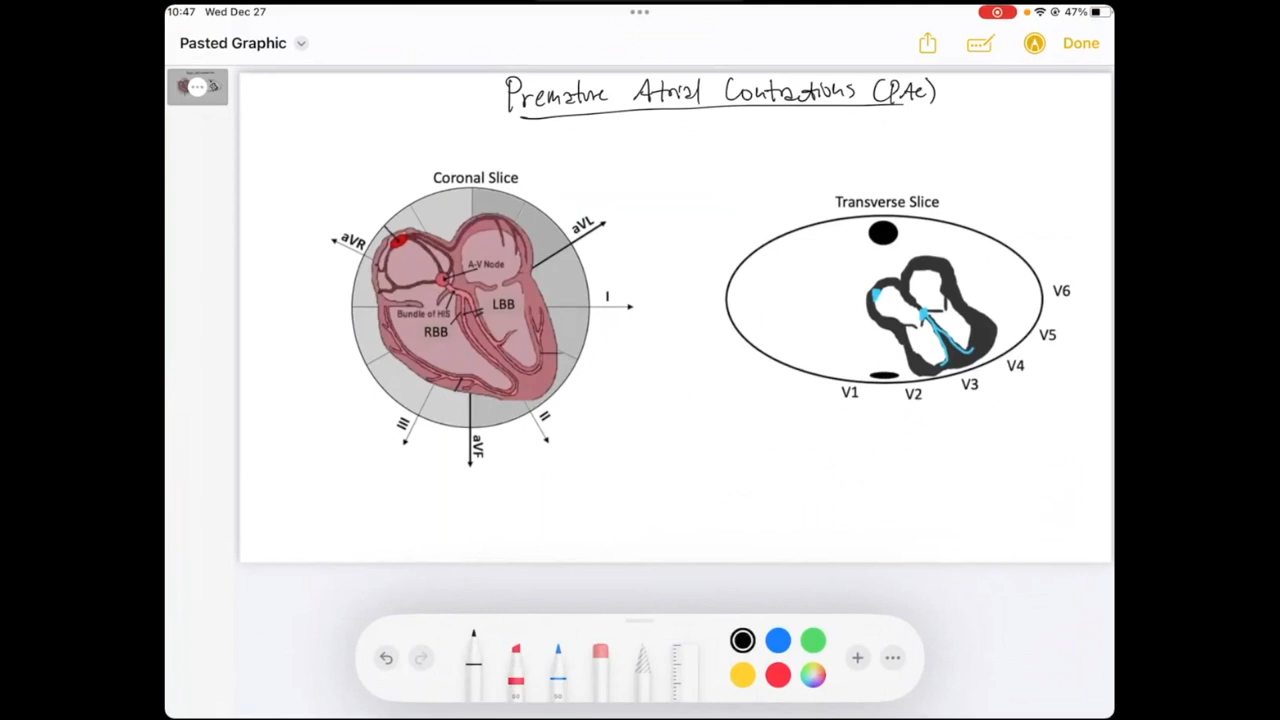 10:47 Wed Dec 27
47%
Pasted Graphic
Done
Premature Atrial Contractions (PAC)
Coronal Slice
aVR
aVL
A-V Node
I
LBB
Bundle of HIS
RBB
III
aVF
II
Transverse Slice
V6
V5
V4
V3
V2
V1